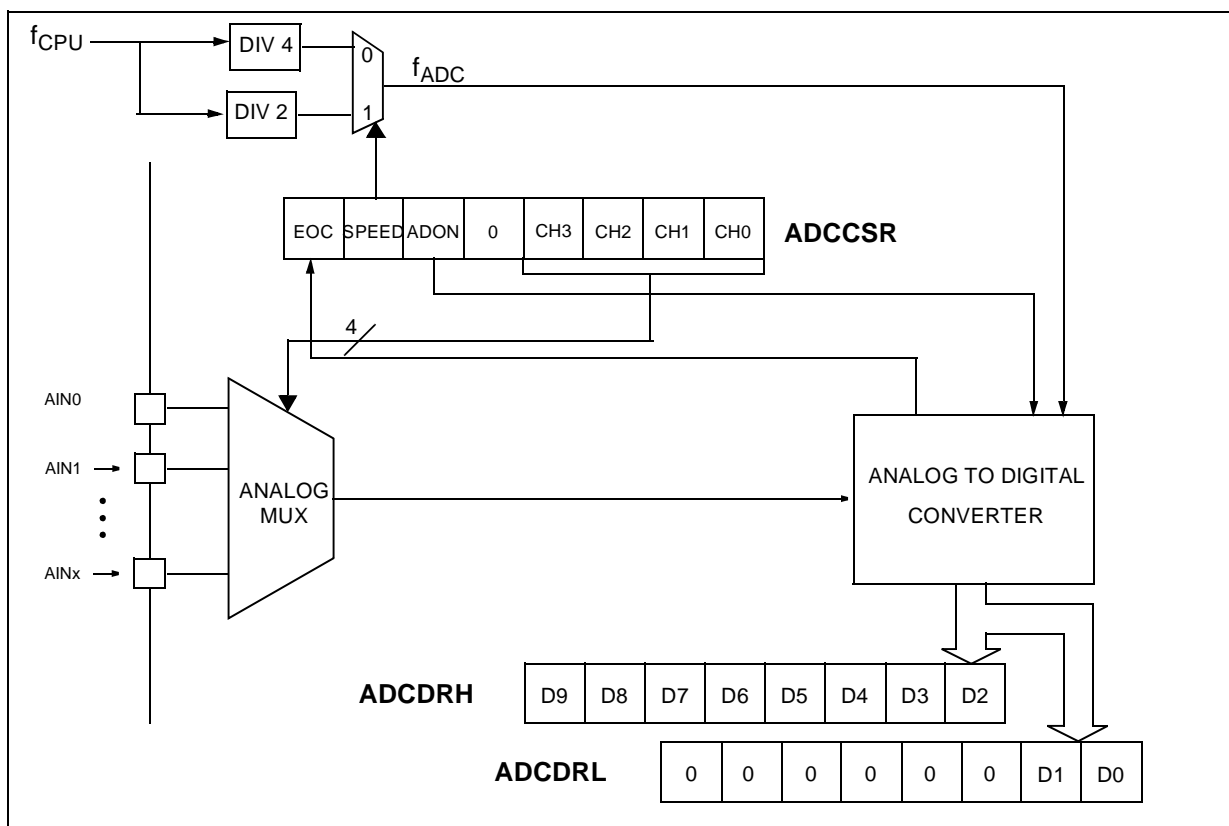 fCPU
DIV 4
0
fADC
DIV 2
1
EOC SPEED ADON 0 CH3 CH2 CH1 CH0 ADCCSR
4
AIN0
AIN1
ANALOG
MUX
ANALOG TO DIGITAL
CONVERTER
AINx
ADCDRH D9 D8 D7 D6 D5 D4 D3 D2
ADCDRL 0 0 0 0 0 0 D1 D0